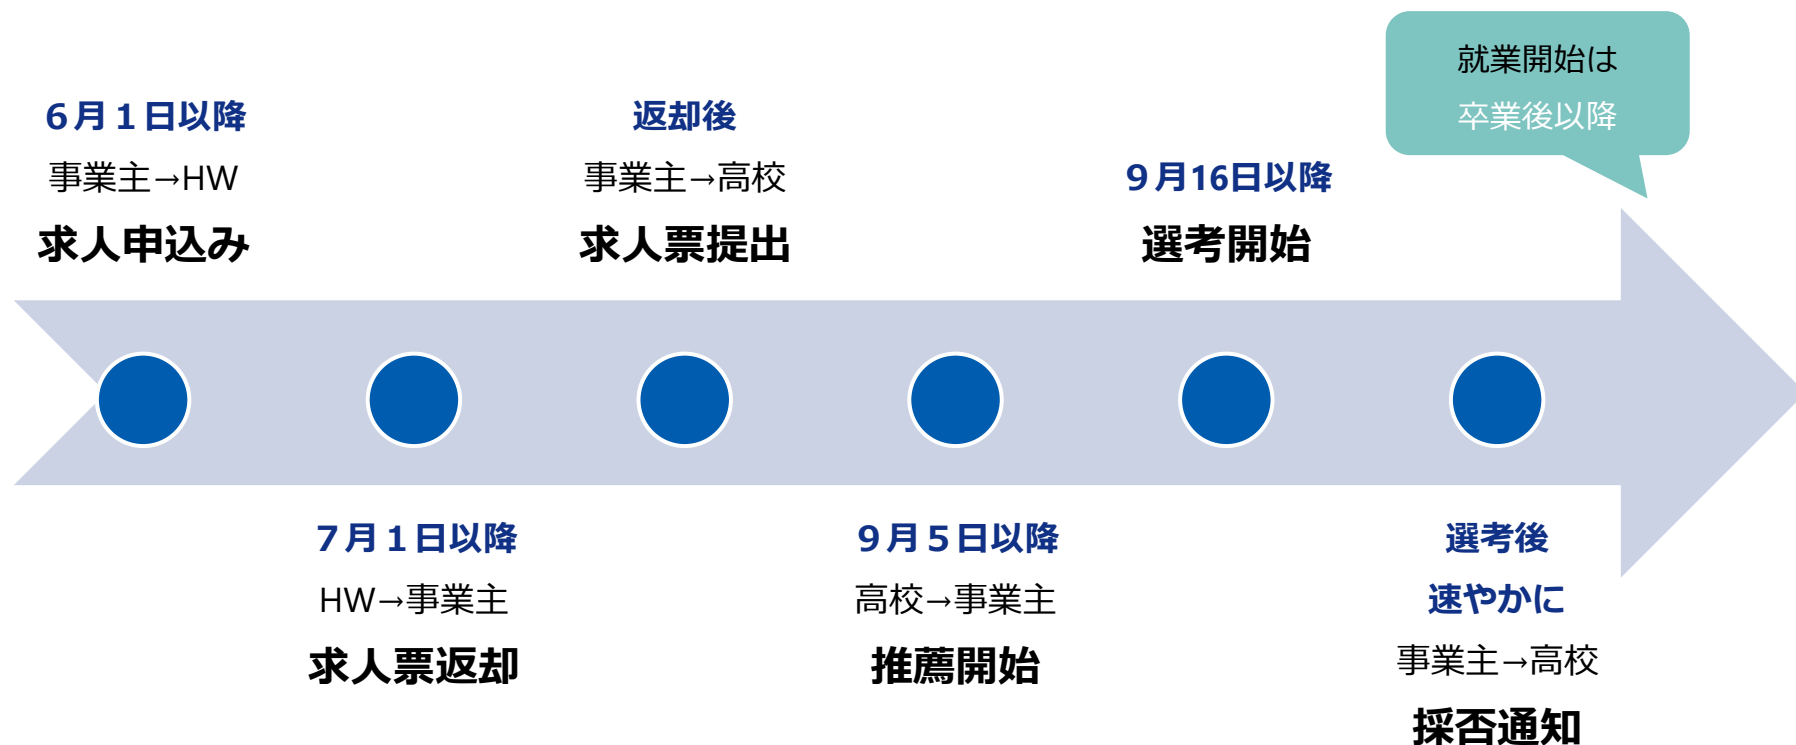 ６月１日以降
事業主→HW
求人申込み
７月１日以降
HW→事業主
求人票返却
返却後
事業主→高校
求人票提出
９月５日以降
高校→事業主
推薦開始
９月16日以降
選考開始
選考後
速やかに
事業主→高校
採否通知
就業開始は
卒業後以降